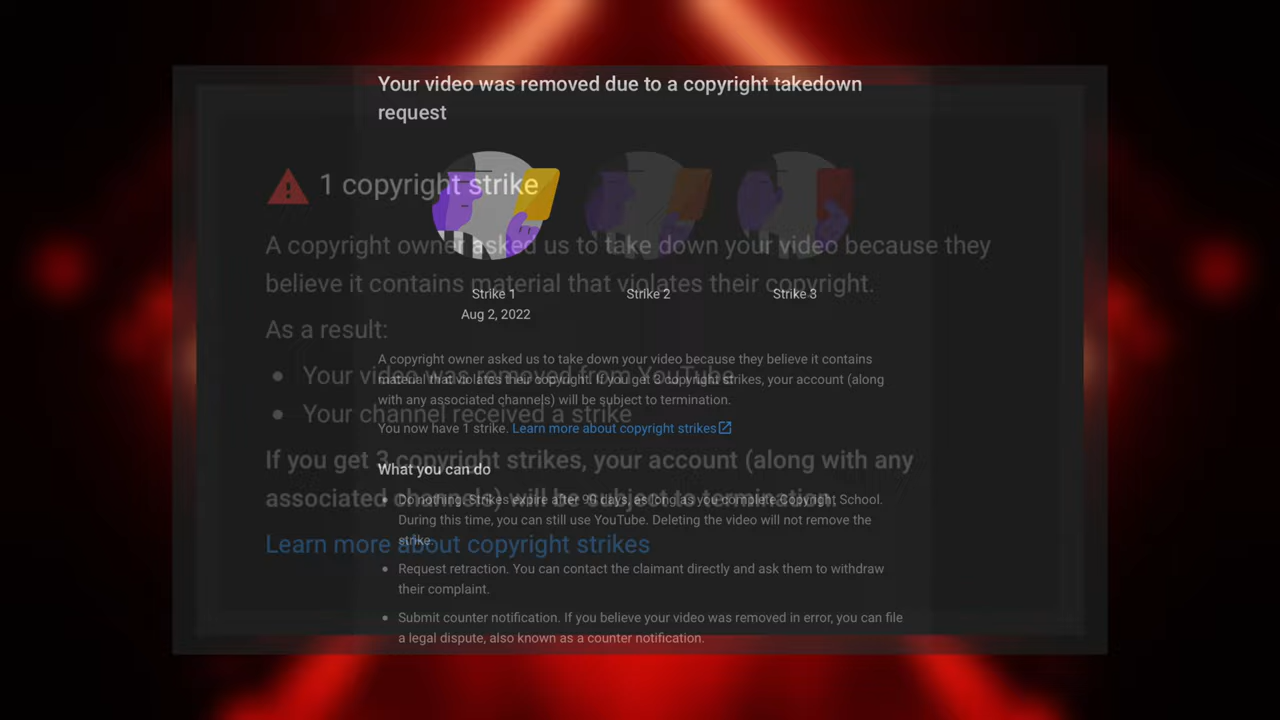 Your video was removed due to a copyright takedown
request
1 copyright strike
A copyright owner asked us to take down your video because they
believe it contains material that violates their copyright.
As a result:
Your video was removed from YouTube
Your channel received a strike
If you get 3 copyright strikes, your account (along with any
associated channels) will be subject to termination.
Learn more about copyright strikes
Strike 1
Strike 2
Strike 3
Aug 2, 2022
A copyright owner asked us to take down your video because they believe it contains
material that violates their copyright. If you get 3 copyright strikes, your account (along
with any associated channels) will be subject to termination.
You now have 1 strike. Learn more about copyright strikes
What you can do
Do nothing. Strikes expire after 90 days, as long as you complete Copyright School.
During this time, you can still use YouTube. Deleting the video will not remove the
strike.
Request retraction. You can contact the claimant directly and ask them to withdraw
their complaint.
Submit counter notification. If you believe your video was removed in error, you can file
a legal dispute, also known as a counter notification.